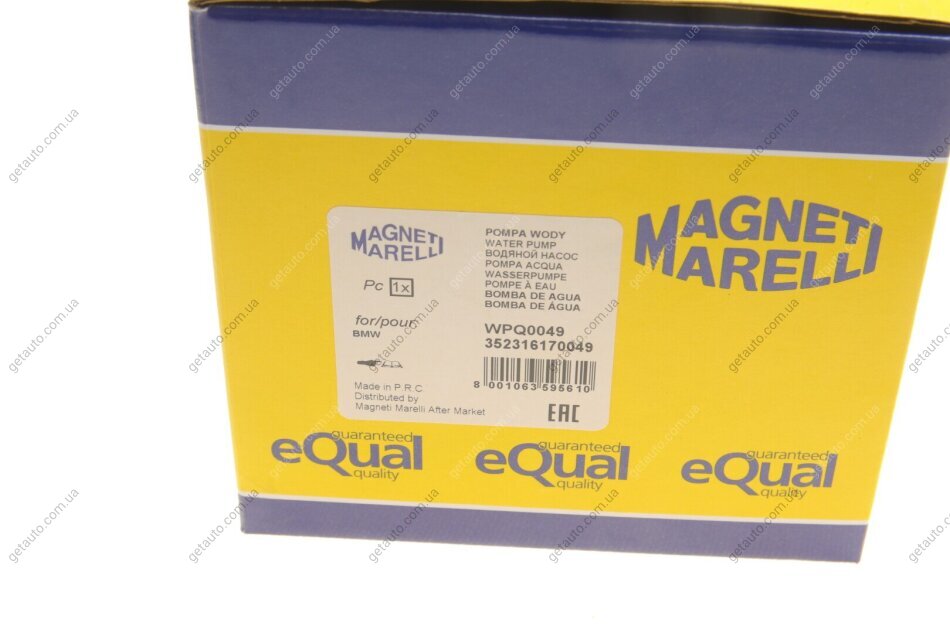 MAGNETI
MARELLI
Pc 1x
for/pour
BMW
Made in P.R.C
Distributed by
Magneti Marelli After Market
POMPA WODY
WATER PUMP
ВОДЯНОЙ НАСОС
POMPA ACQUA
WASSERPUMPE
POMPE À EAU
BOMBA DE AGUA
BOMBA DE ÁGUA
WPQ0049
352316170049
8 001063 595610
EAC
MAGNETI
MARELLI
guaranteed
eQual
quality
guaranteed
eQual
quality
guaranteed
eQual
quality
getauto.com.ua